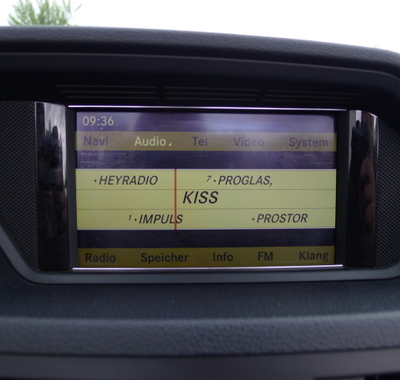 09:36
Navi Audio. Tel Video System
·HEYRADIO 7·PROGLAS,
KISS
1·IMPULS ·PROSTOR
Radio Speicher Info FM Klang